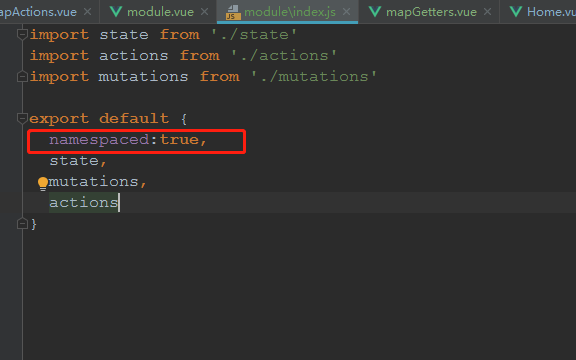 apActions.vue module.vue module\index.js mapGetters.vue Home.vu
import state from './state'
import actions from './actions'
import mutations from './mutations'
export default {
namespaced:true,
state,
mutations,
actions
}